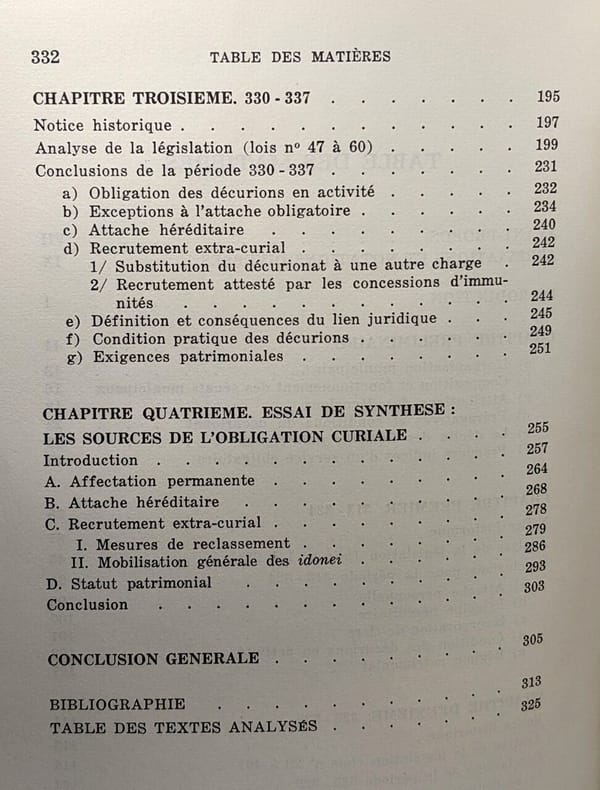 332 TABLE DES MATIÈRES
CHAPITRE TROISIEME. 330-337 . . . . . . . 195
Notice historique . . . . . . . . . . . . 197
Analyse de la législation (lois nº 47 à 60) . . . . . 199
Conclusions de la période 330-337 . . . . . . . 231
a) Obligation des décurions en activité . . . . . 232
b) Exceptions à l'attache obligatoire . . . . . . 234
c) Attache héréditaire . . . . . . . . . 240
d) Recrutement extra-curial . . . . . . . . 242
1/ Substitution du décurionat à une autre charge . 242
2/ Recrutement attesté par les concessions d'immu-
nités . . . . . . . . . . . . 244
e) Définition et conséquences du lien juridique . . . 245
f) Condition pratique des décurions . . . . . . 249
g) Exigences patrimoniales . . . . . . . . 251
CHAPITRE QUATRIEME. ESSAI DE SYNTHESE :
LES SOURCES DE L'OBLIGATION CURIALE . . . . 255
Introduction . . . . . . . . . . . . 257
A. Affectation permanente . . . . . . . . . 264
B. Attache héréditaire . . . . . . . . . . 268
C. Recrutement extra-curial . . . . . . . . . 278
I. Mesures de reclassement . . . . . . . . 279
II. Mobilisation générale des idonei . . . . . . 286
D. Statut patrimonial . . . . . . . . . 293
Conclusion . . . . . . . . . . . . 303
CONCLUSION GENERALE . . . . . . . . . 305
BIBLIOGRAPHIE . . . . . . . . . . 313
TABLE DES TEXTES ANALYSÉS . . . . . . . 325